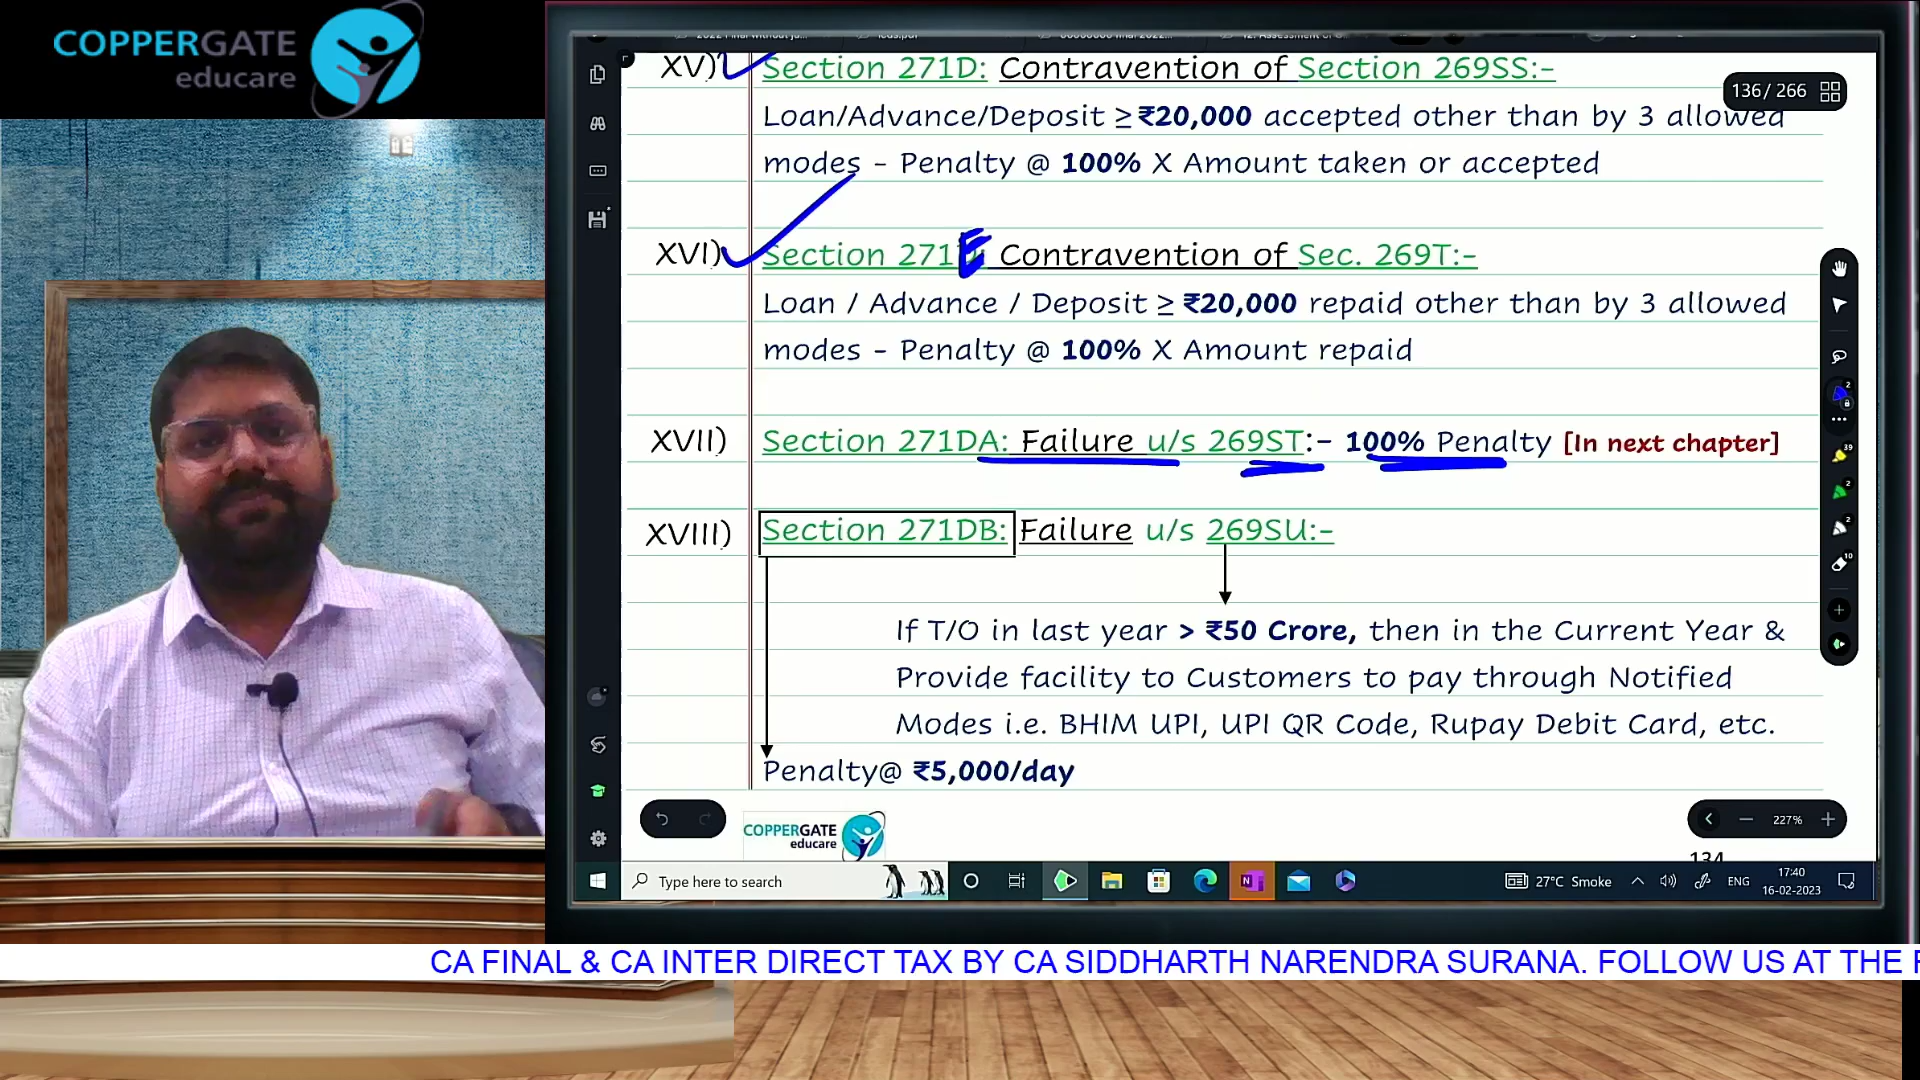 COPPERGATE
educare
XV) Section 271D: Contravention of Section 269SS:-
136/ 266
Loan/Advance/Deposit ≥ ₹20,000 accepted other than by 3 allowed
modes - Penalty @ 100% X Amount taken or accepted
XVI) Section 271E Contravention of Sec. 269T:-
Loan / Advance / Deposit ≥ ₹20,000 repaid other than by 3 allowed
modes - Penalty @ 100% X Amount repaid
XVII) Section 271DA: Failure u/s 269ST:- 100% Penalty [In next chapter]
XVIII) Section 271DB: Failure u/s 269SU:-
If T/O in last year > ₹50 Crore, then in the Current Year &
Provide facility to Customers to pay through Notified
Modes i.e. BHIM UPI, UPI QR Code, Rupay Debit Card, etc.
Penalty@ ₹5,000/day
COPPERGATE
educare
227%
134
Type here to search
27°C Smoke
ENG
17:40
16-02-2023
CA FINAL & CA INTER DIRECT TAX BY CA SIDDHARTH NARENDRA SURANA. FOLLOW US AT THE